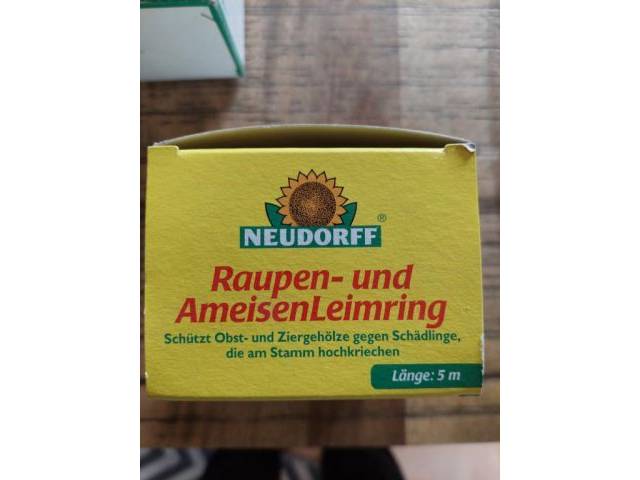 NEUDORFF®
Raupen- und
AmeisenLeimring
Schützt Obst- und Ziergehölze gegen Schädlinge,
die am Stamm hochkriechen
Länge: 5 m